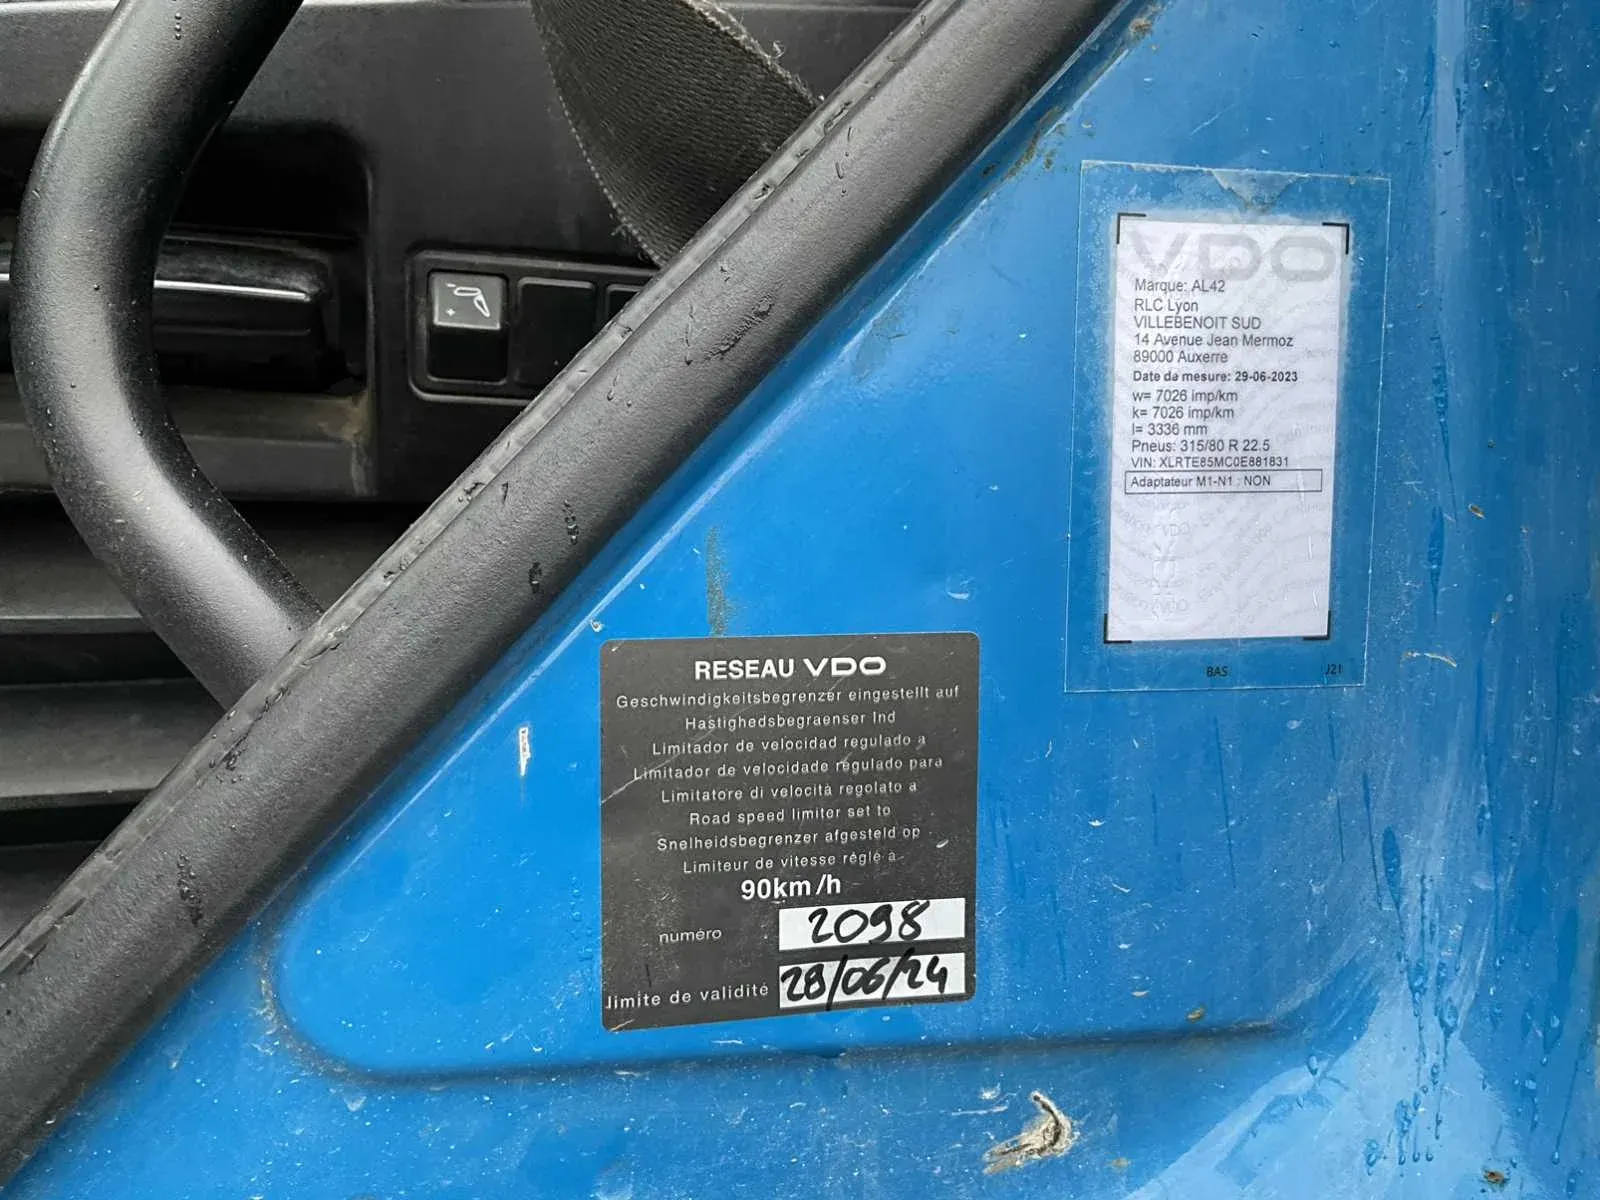 VDO
Marque: AL42
RLC Lyon
VILLEBENOIT SUD
14 Avenue Jean Mermoz
89000 Auxerre
Date de mesure: 29-06-2023
w= 7026 imp/km
k= 7026 imp/km
l= 3336 mm
Pneus: 315/80 R 22.5
VIN: XLRTE85MC0E881831
Adaptateur M1-N1 : NON
VDO
VDO
BAS J21
RESEAU VDO
Geschwindigkeitsbegrenzer eingestellt auf
Hastighedsbegraenser Ind
Limitador de velocidad regulado a
Limitador de velocidade regulado para
Limitatore di velocità regolato a
Road speed limiter set to
Snelheidsbegrenzer afgesteld op
Limiteur de vitesse réglé à
90km/h
numéro 2098
limite de validité 28/06/24